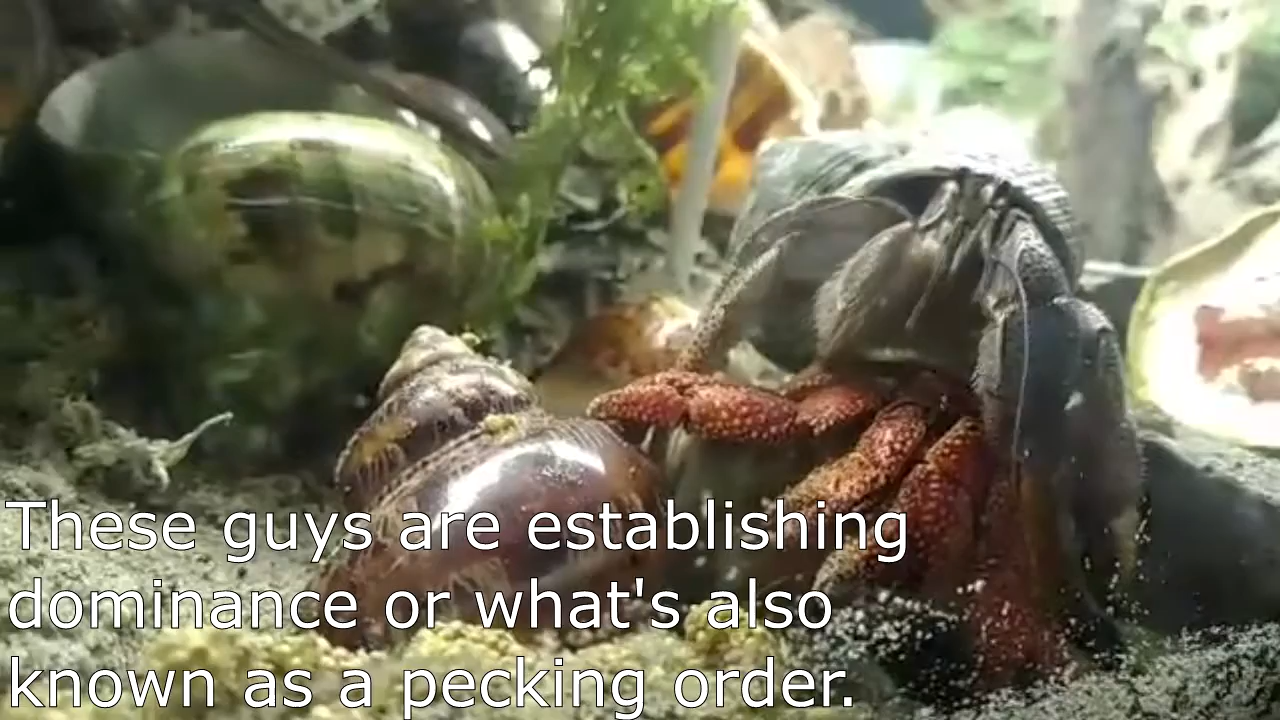 These guys are establishing
dominance or what's also
known as a pecking order.